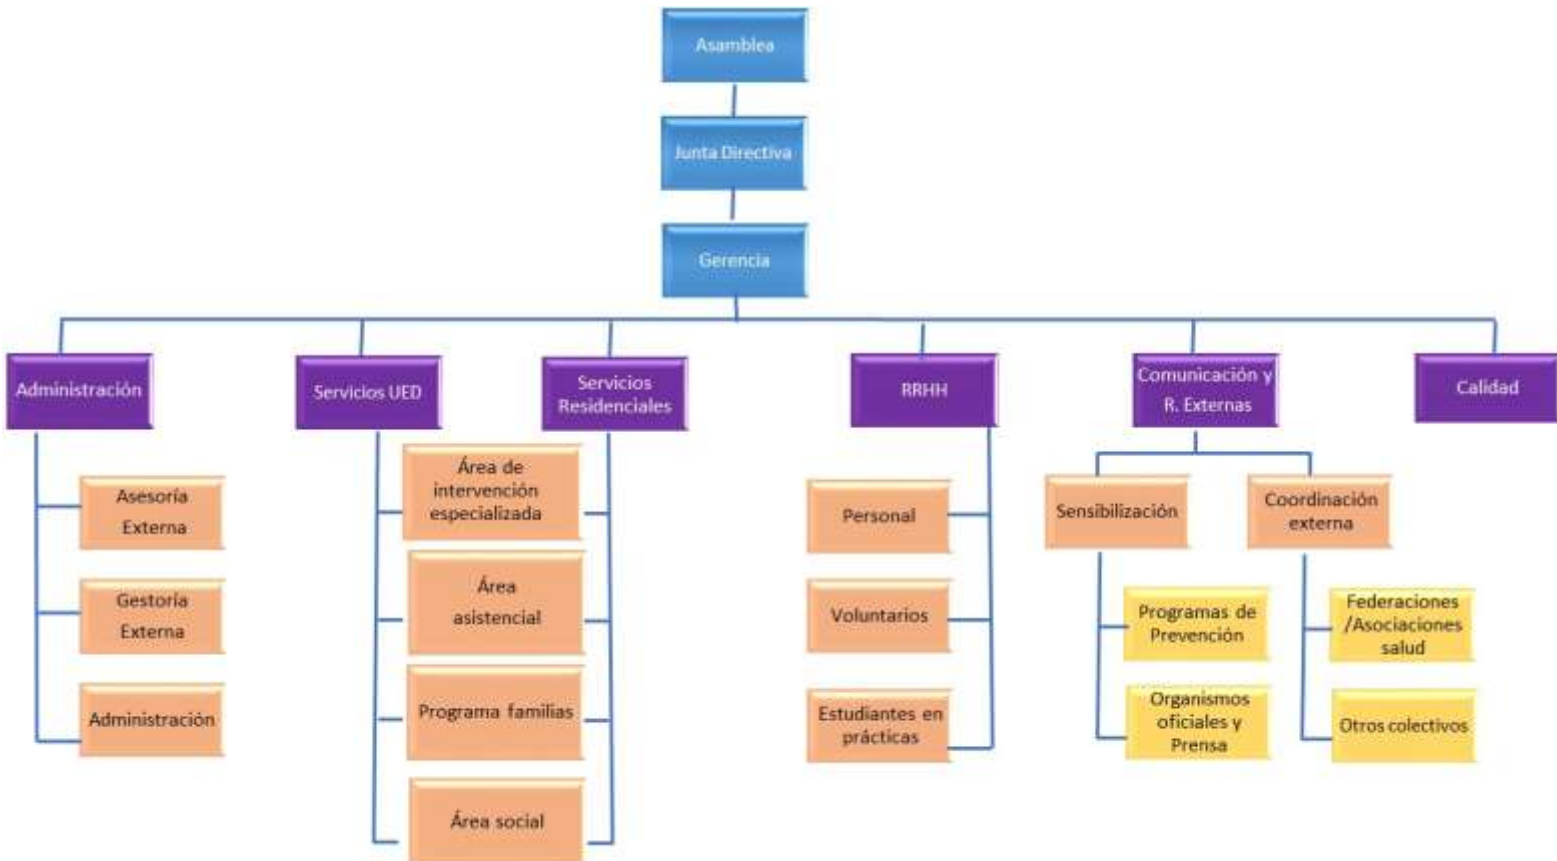 Asamblea
Junta Directiva
Gerencia
Administración
Servicios UED
Servicios
Residenciales
RRHH
Comunicación y
R. Externas
Calidad
Asesoría
Externa
Gestoría
Externa
Administración
Área de
intervención
especializada
Área
asistencial
Programa familias
Área social
Personal
Voluntarios
Estudiantes en
prácticas
Sensibilización
Programas de
Prevención
Organismos
oficiales y
Prensa
Coordinación
externa
Federaciones
/Asociaciones
salud
Otros colectivos